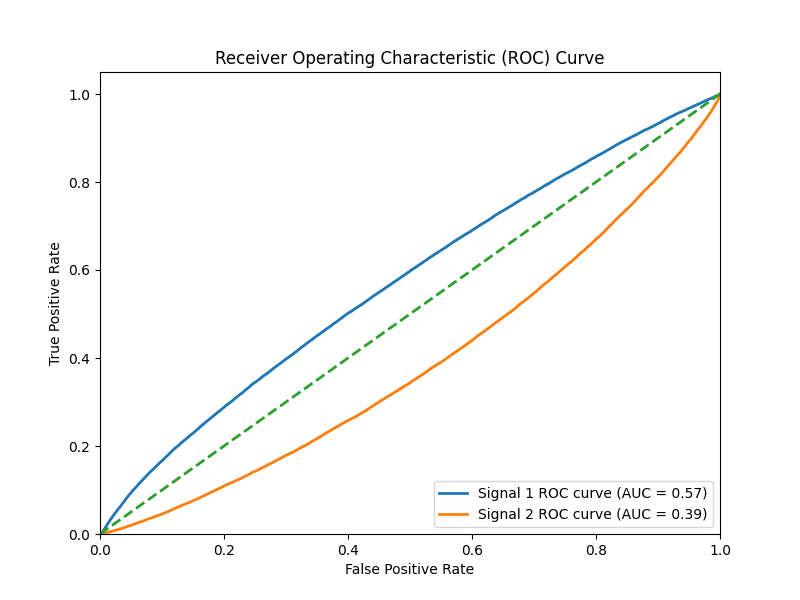 Receiver Operating Characteristic (ROC) Curve
1.0
0.8
0.6
0.4
0.2
0.0
True Positive Rate
Signal 1 ROC curve (AUC = 0.57)
Signal 2 ROC curve (AUC = 0.39)
0.0 0.2 0.4 0.6 0.8 1.0
False Positive Rate